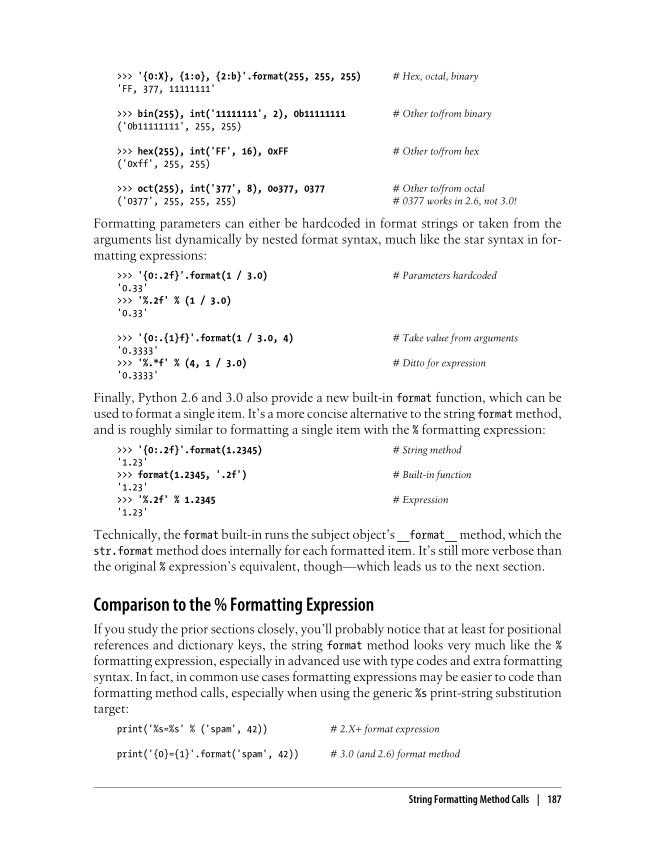 >>> '{0:X}, {1:o}, {2:b}'.format(255, 255, 255) # Hex, octal, binary
'FF, 377, 11111111'
>>> bin(255), int('11111111', 2), 0b11111111 # Other to/from binary
('0b11111111', 255, 255)
>>> hex(255), int('FF', 16), 0xFF # Other to/from hex
('0xff', 255, 255)
>>> oct(255), int('377', 8), 0o377, 0377 # Other to/from octal
('0377', 255, 255, 255) # 0377 works in 2.6, not 3.0!
Formatting parameters can either be hardcoded in format strings or taken from the
arguments list dynamically by nested format syntax, much like the star syntax in for-
matting expressions:
>>> '{0:.2f}'.format(1 / 3.0) # Parameters hardcoded
'0.33'
>>> '%.2f' % (1 / 3.0)
'0.33'
>>> '{0:.{1}f}'.format(1 / 3.0, 4) # Take value from arguments
'0.3333'
>>> '%.*f' % (4, 1 / 3.0) # Ditto for expression
'0.3333'
Finally, Python 2.6 and 3.0 also provide a new built-in format function, which can be
used to format a single item. It's a more concise alternative to the string format method,
and is roughly similar to formatting a single item with the % formatting expression:
>>> '{0:.2f}'.format(1.2345) # String method
'1.23'
>>> format(1.2345, '.2f') # Built-in function
'1.23'
>>> '%.2f' % 1.2345 # Expression
'1.23'
Technically, the format built-in runs the subject object's __format__ method, which the
str.format method does internally for each formatted item. It's still more verbose than
the original % expression's equivalent, though—which leads us to the next section.
Comparison to the % Formatting Expression
If you study the prior sections closely, you'll probably notice that at least for positional
references and dictionary keys, the string format method looks very much like the %
formatting expression, especially in advanced use with type codes and extra formatting
syntax. In fact, in common use cases formatting expressions may be easier to code than
formatting method calls, especially when using the generic %s print-string substitution
target:
print('%s=%s' % ('spam', 42)) # 2.X+ format expression
print('{0}={1}'.format('spam', 42)) # 3.0 (and 2.6) format method
String Formatting Method Calls | 187